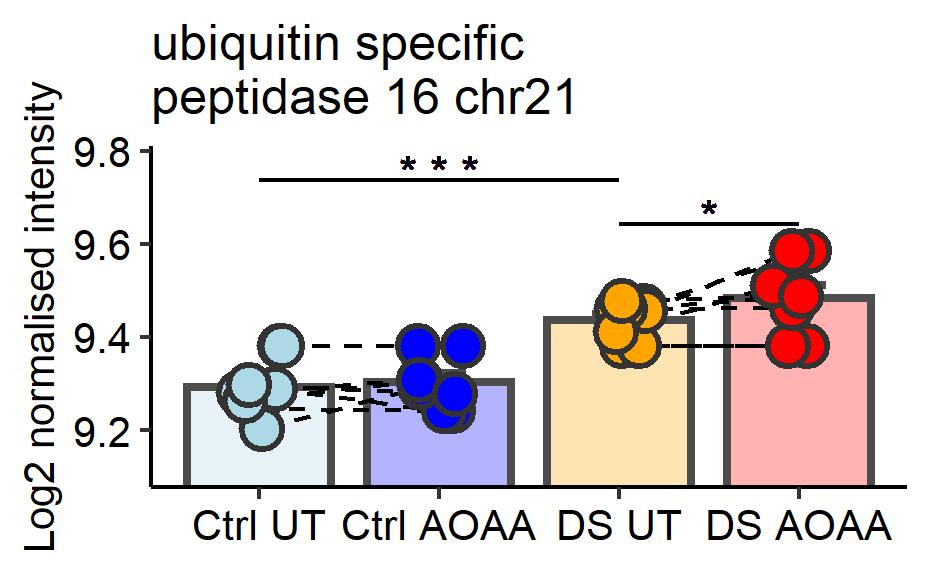 ubiquitin specific
peptidase 16 chr21
Log2 normalised intensity
9.8
* * *
*
9.6
9.4
9.2
Ctrl UT Ctrl AOAA DS UT DS AOAA